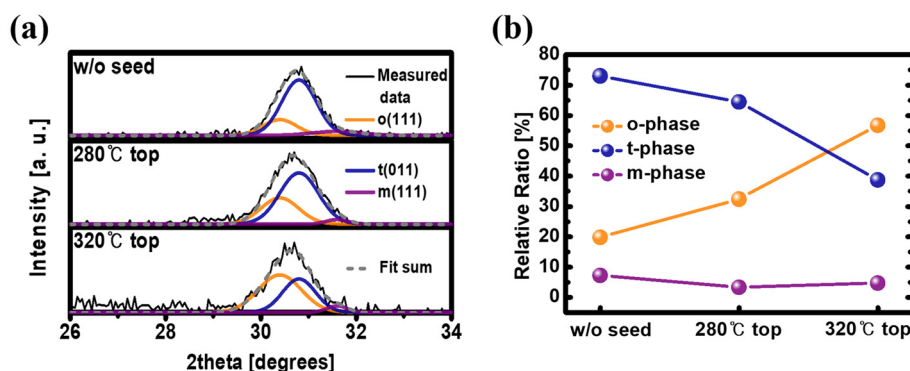 (a)
w/o seed
Measured
data
o(111)
280℃ top
t(011)
m(111)
320℃ top
Fit sum
Intensity [a. u.]
26 28 30 32 34
2theta [degrees]
(b)
80
70
60
50
40
30
20
10
0
Relative Ratio [%]
o-phase
t-phase
m-phase
w/o seed 280℃ top 320℃ top